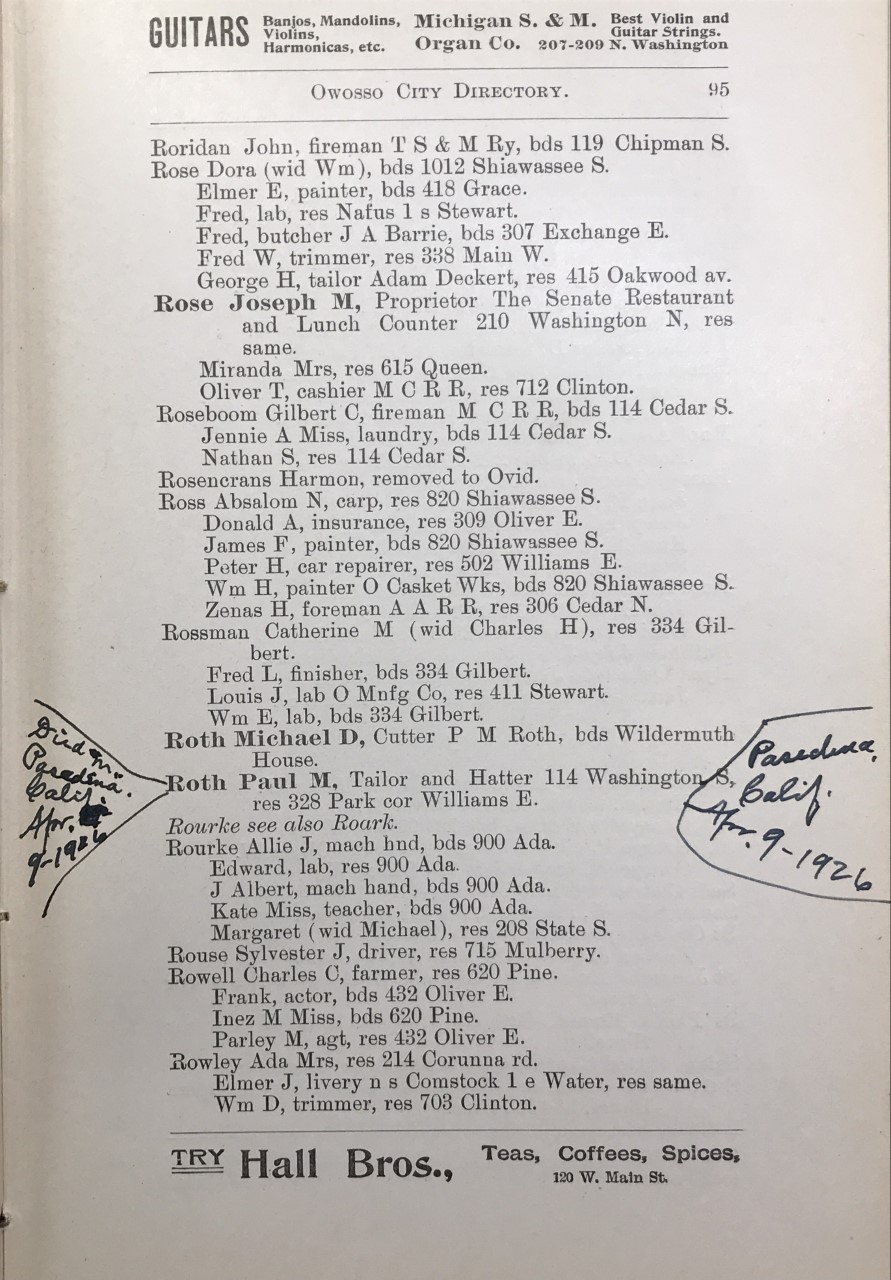 GUITARS Banjos, Mandolins, Violins, Harmonicas, etc. Michigan S. & M. Organ Co. 207-209 N. Washington Best Violin and Guitar Strings.
OWOSSO CITY DIRECTORY. 95
Roridan John, fireman T S & M Ry, bds 119 Chipman S.
Rose Dora (wid Wm), bds 1012 Shiawassee S.
Elmer E, painter, bds 418 Grace.
Fred, lab, res Nafus 1 s Stewart.
Fred, butcher J A Barrie, bds 307 Exchange E.
Fred W, trimmer, res 338 Main W.
George H, tailor Adam Deckert, res 415 Oakwood av.
Rose Joseph M, Proprietor The Senate Restaurant
and Lunch Counter 210 Washington N, res
same.
Miranda Mrs, res 615 Queen.
Oliver T, cashier M C R R, res 712 Clinton.
Roseboom Gilbert C, fireman M C R R, bds 114 Cedar S.
Jennie A Miss, laundry, bds 114 Cedar S.
Nathan S, res 114 Cedar S.
Rosencrans Harmon, removed to Ovid.
Ross Absalom N, carp, res 820 Shiawassee S.
Donald A, insurance, res 309 Oliver E.
James F, painter, bds 820 Shiawassee S.
Peter H, car repairer, res 502 Williams E.
Wm H, painter O Casket Wks, bds 820 Shiawassee S.
Zenas H, foreman A A R R, res 306 Cedar N.
Rossman Catherine M (wid Charles H), res 334 Gil-
bert.
Fred L, finisher, bds 334 Gilbert.
Louis J, lab O Mnfg Co, res 411 Stewart.
Wm E, lab, bds 334 Gilbert.
Roth Michael D, Cutter P M Roth, bds Wildermuth
House.
Roth Paul M, Tailor and Hatter 114 Washington S,
res 328 Park cor Williams E.
Died in
Pasadena.
Calif.
Apr.
9-1926
Pasedena,
Calif.
Apr. 9-1926
Rourke see also Roark.
Rourke Allie J, mach hnd, bds 900 Ada.
Edward, lab, res 900 Ada.
J Albert, mach hand, bds 900 Ada.
Kate Miss, teacher, bds 900 Ada.
Margaret (wid Michael), res 208 State S.
Rouse Sylvester J, driver, res 715 Mulberry.
Rowell Charles C, farmer, res 620 Pine.
Frank, actor, bds 432 Oliver E.
Inez M Miss, bds 620 Pine.
Parley M, agt, res 432 Oliver E.
Rowley Ada Mrs, res 214 Corunna rd.
Elmer J, livery n s Comstock 1 e Water, res same.
Wm D, trimmer, res 703 Clinton.
TRY Hall Bros., Teas, Coffees, Spices,
120 W. Main St.